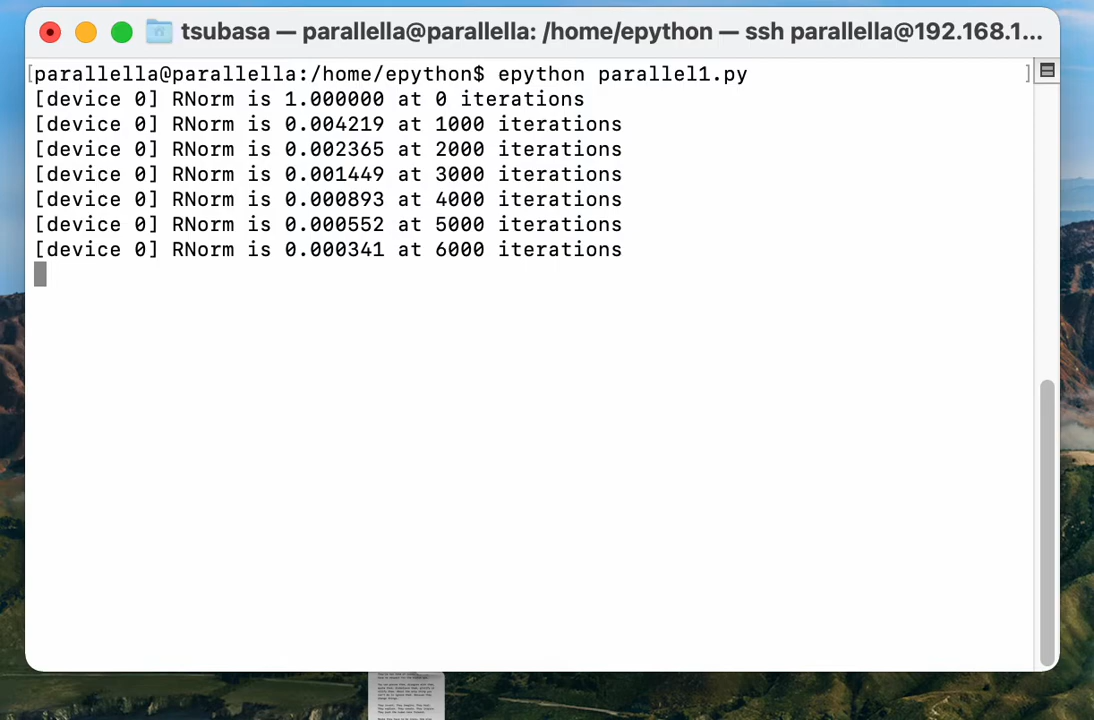 tsubasa — parallella@parallella: /home/epython — ssh parallella@192.168.1...
[parallella@parallella:/home/epython$ epython parallel1.py ]
[device 0] RNorm is 1.000000 at 0 iterations
[device 0] RNorm is 0.004219 at 1000 iterations
[device 0] RNorm is 0.002365 at 2000 iterations
[device 0] RNorm is 0.001449 at 3000 iterations
[device 0] RNorm is 0.000893 at 4000 iterations
[device 0] RNorm is 0.000552 at 5000 iterations
[device 0] RNorm is 0.000341 at 6000 iterations